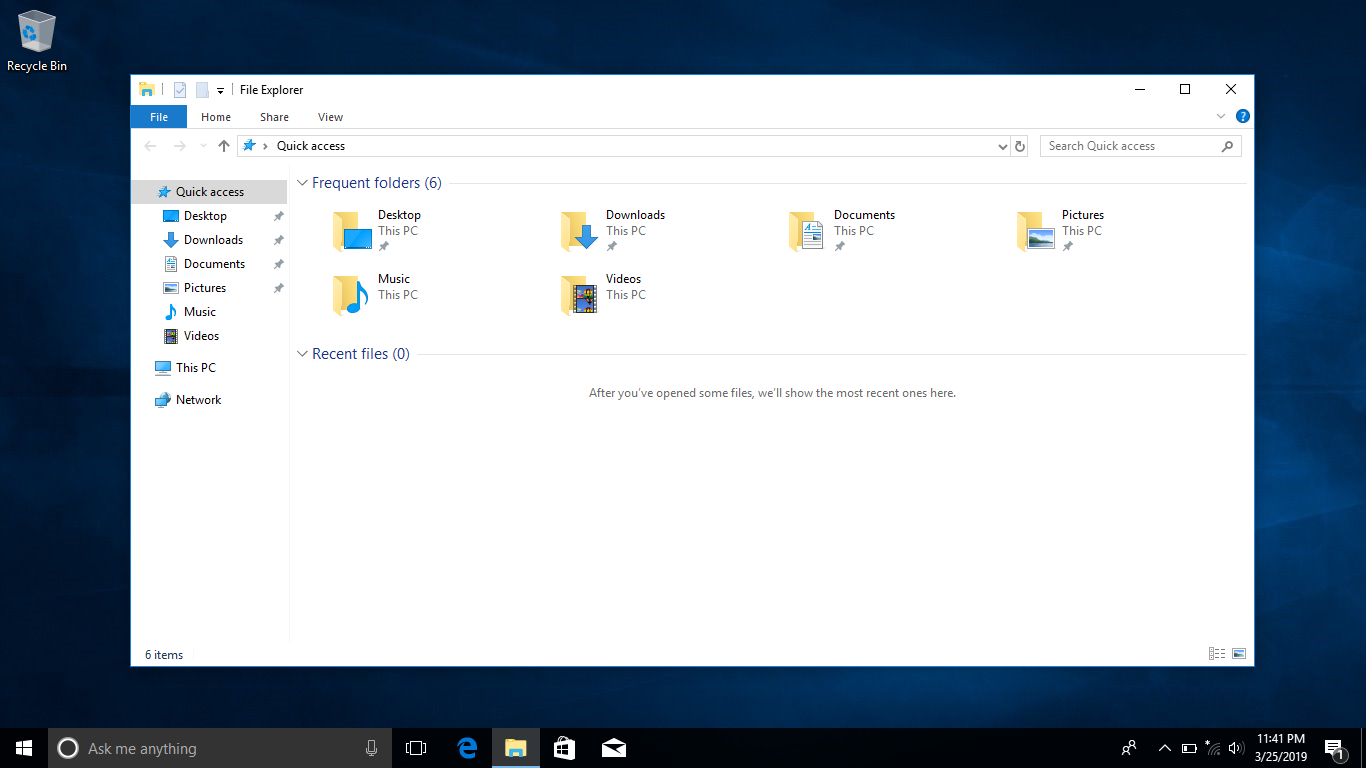 Recycle Bin
File Explorer
File Home Share View
Quick access
Search Quick access
Quick access
Desktop
Downloads
Documents
Pictures
Music
Videos
This PC
Network
Frequent folders (6)
Desktop
This PC
Downloads
This PC
Documents
This PC
Pictures
This PC
Music
This PC
Videos
This PC
Recent files (0)
After you've opened some files, we'll show the most recent ones here.
6 items
Ask me anything
11:41 PM
3/25/2019
1